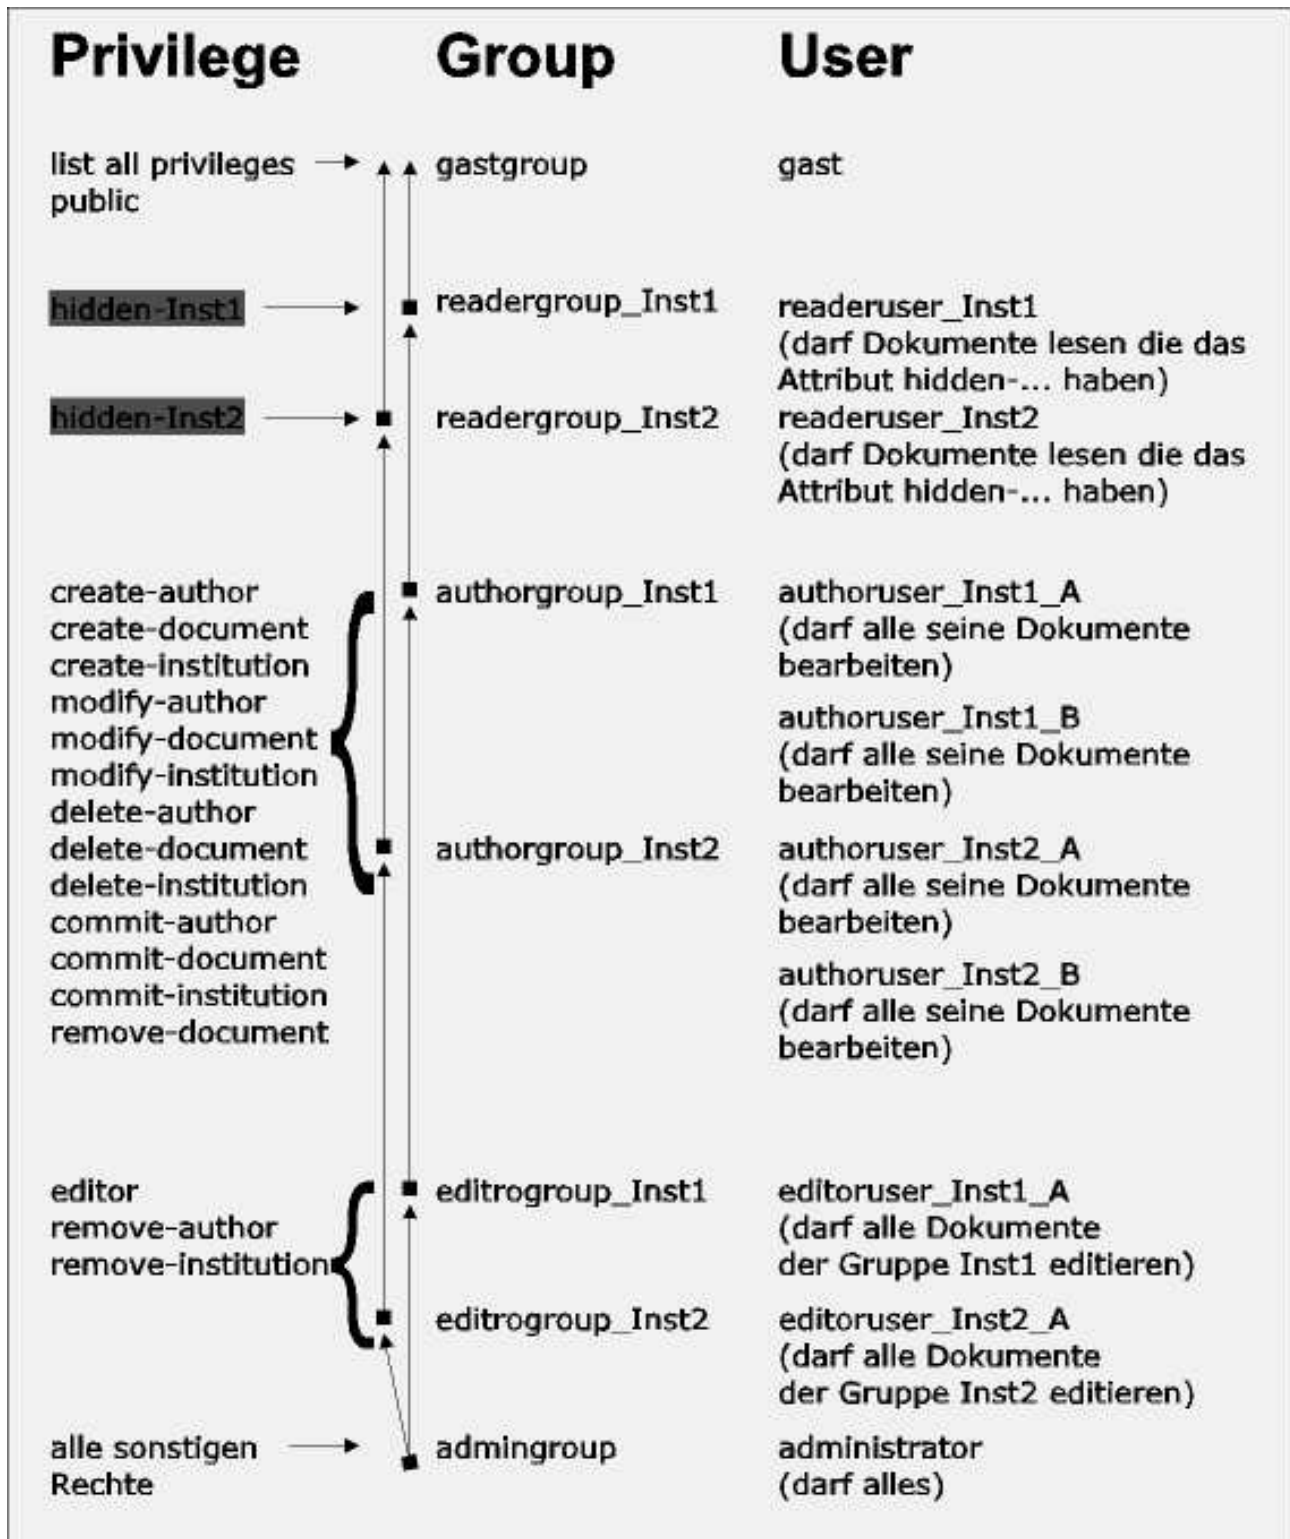 Privilege Group User
list all privileges gastgroup gast
public
hidden-Inst1 readergroup_Inst1 readeruser_Inst1
(darf Dokumente lesen die das
Attribut hidden-... haben)
hidden-Inst2 readergroup_Inst2 readeruser_Inst2
(darf Dokumente lesen die das
Attribut hidden-... haben)
create-author authorgroup_Inst1 authoruser_Inst1_A
create-document (darf alle seine Dokumente
create-institution bearbeiten)
modify-author authoruser_Inst1_B
modify-document (darf alle seine Dokumente
modify-institution bearbeiten)
delete-author
delete-document authorgroup_Inst2 authoruser_Inst2_A
delete-institution (darf alle seine Dokumente
commit-author bearbeiten)
commit-document authoruser_Inst2_B
commit-institution (darf alle seine Dokumente
remove-document bearbeiten)
editor editrogroup_Inst1 editoruser_Inst1_A
remove-author (darf alle Dokumente
remove-institution der Gruppe Inst1 editieren)
editrogroup_Inst2 editoruser_Inst2_A
(darf alle Dokumente
der Gruppe Inst2 editieren)
alle sonstigen admingroup administrator
Rechte (darf alles)